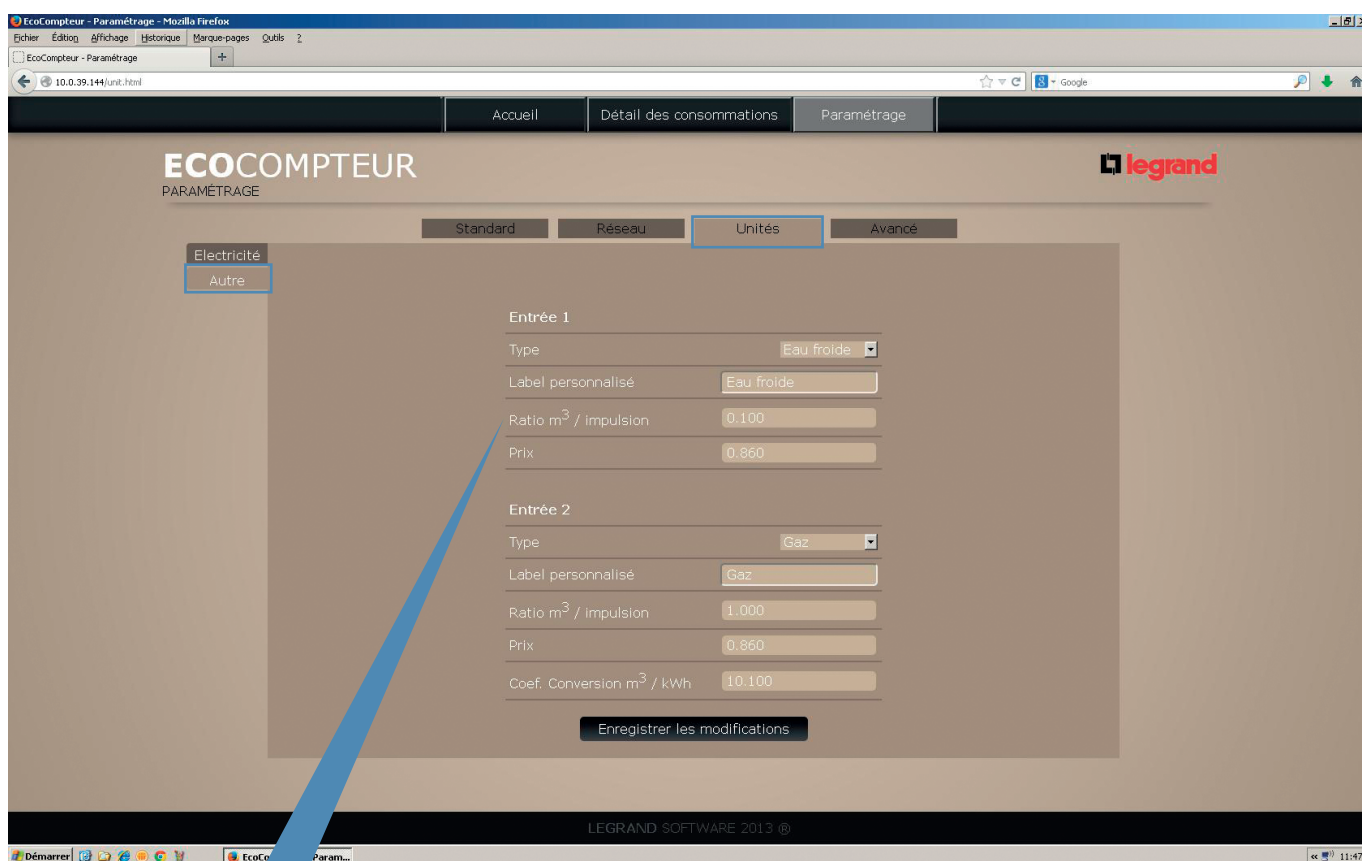 EcoCompteur - Paramétrage - Mozilla Firefox
Fichier Édition Affichage Historique Marque-pages Outils ?
EcoCompteur - Paramétrage +
10.0.39.144/unit.html Google
Accueil Détail des consommations Paramétrage
ECOCOMPTEUR legrand
PARAMÉTRAGE
Standard Réseau Unités Avancé
Electricité
Autre
Entrée 1
Type Eau froide
Label personnalisé Eau froide
Ratio m³ / impulsion 0.100
Prix 0.860
Entrée 2
Type Gaz
Label personnalisé Gaz
Ratio m³ / impulsion 1.000
Prix 0.860
Coef. Conversion m³ / kWh 10.100
Enregistrer les modifications
LEGRAND SOFTWARE 2013 ®
Démarrer Param... 11:47